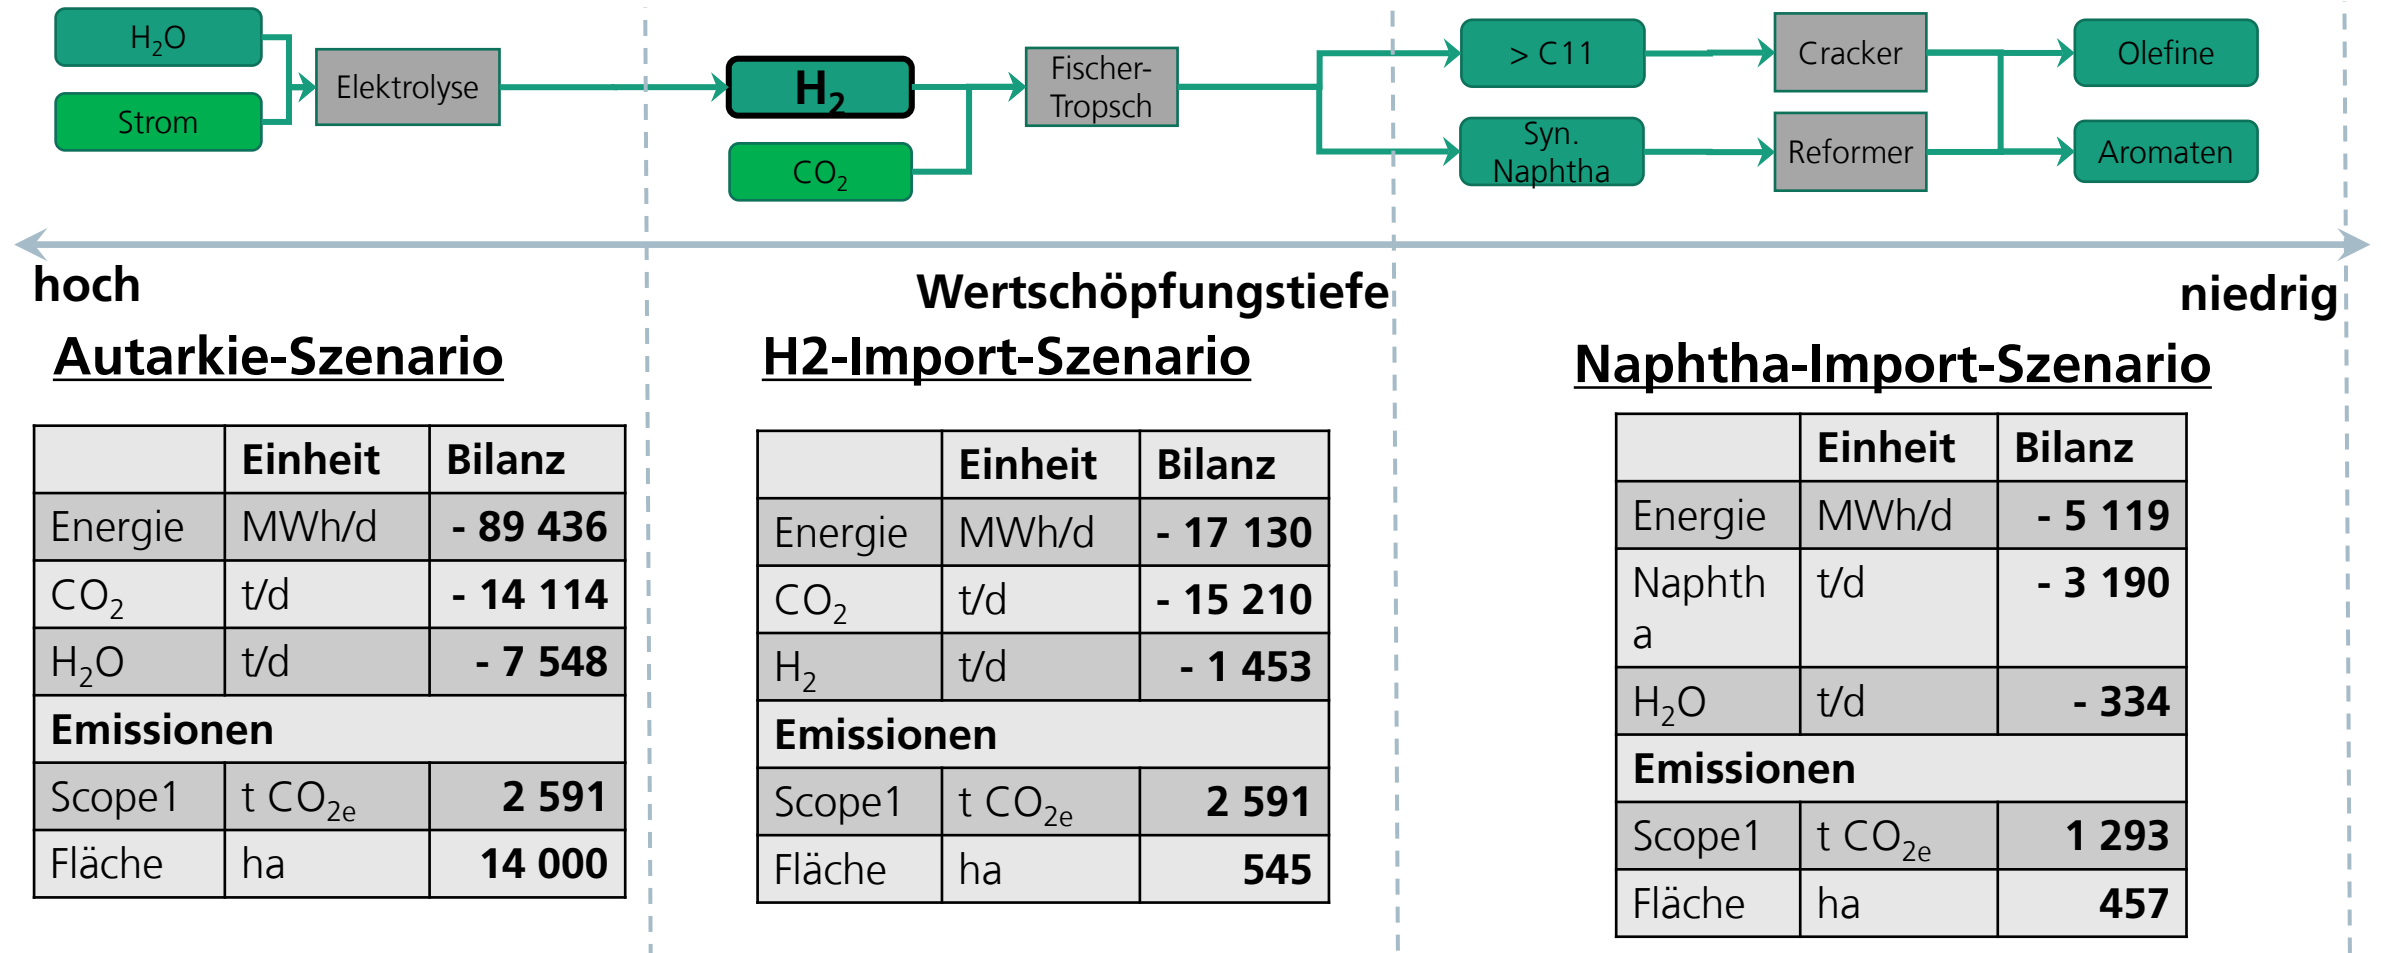 H₂O
Strom
Elektrolyse
H₂
CO₂
Fischer-
Tropsch
> C11
Syn.
Naphtha
Cracker
Reformer
Olefine
Aromaten
hoch
Wertschöpfungstiefe
niedrig
Autarkie-Szenario
Einheit Bilanz
Energie MWh/d - 89 436
CO₂ t/d - 14 114
H₂O t/d - 7 548
Emissionen
Scope1 t CO₂e 2 591
Fläche ha 14 000
H2-Import-Szenario
Einheit Bilanz
Energie MWh/d - 17 130
CO₂ t/d - 15 210
H₂ t/d - 1 453
Emissionen
Scope1 t CO₂e 2 591
Fläche ha 545
Naphtha-Import-Szenario
Einheit Bilanz
Energie MWh/d - 5 119
Naphth t/d - 3 190
a
H₂O t/d - 334
Emissionen
Scope1 t CO₂e 1 293
Fläche ha 457